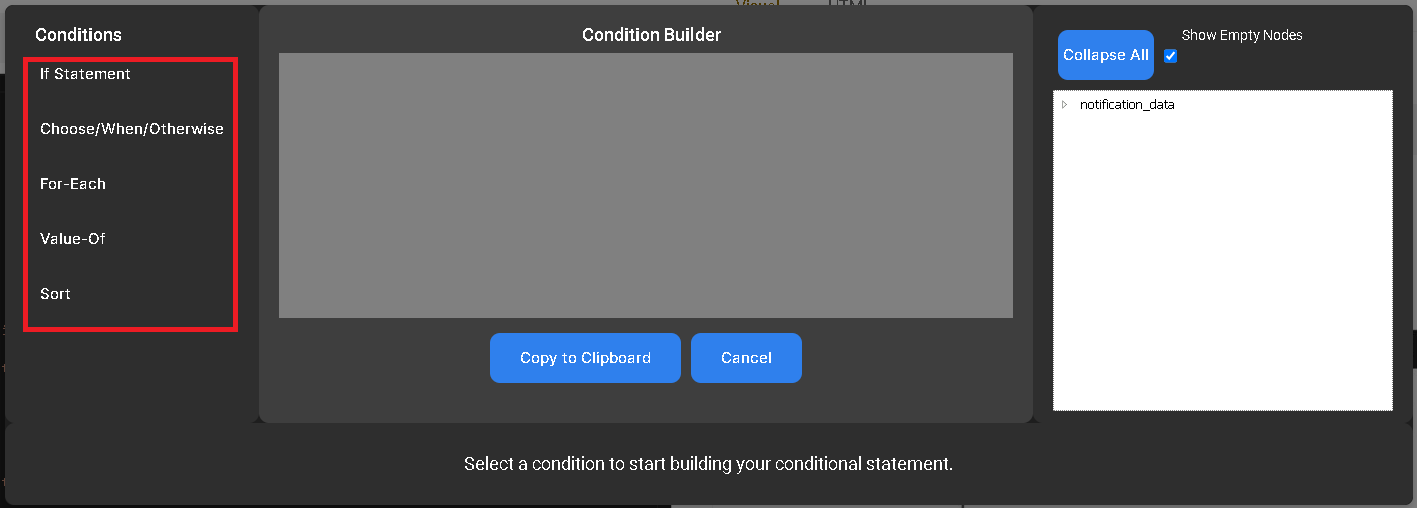 Conditions
If Statement
Choose/When/Otherwise
For-Each
Value-Of
Sort
Condition Builder
Copy to Clipboard
Cancel
Collapse All
Show Empty Nodes
notification_data
Select a condition to start building your conditional statement.